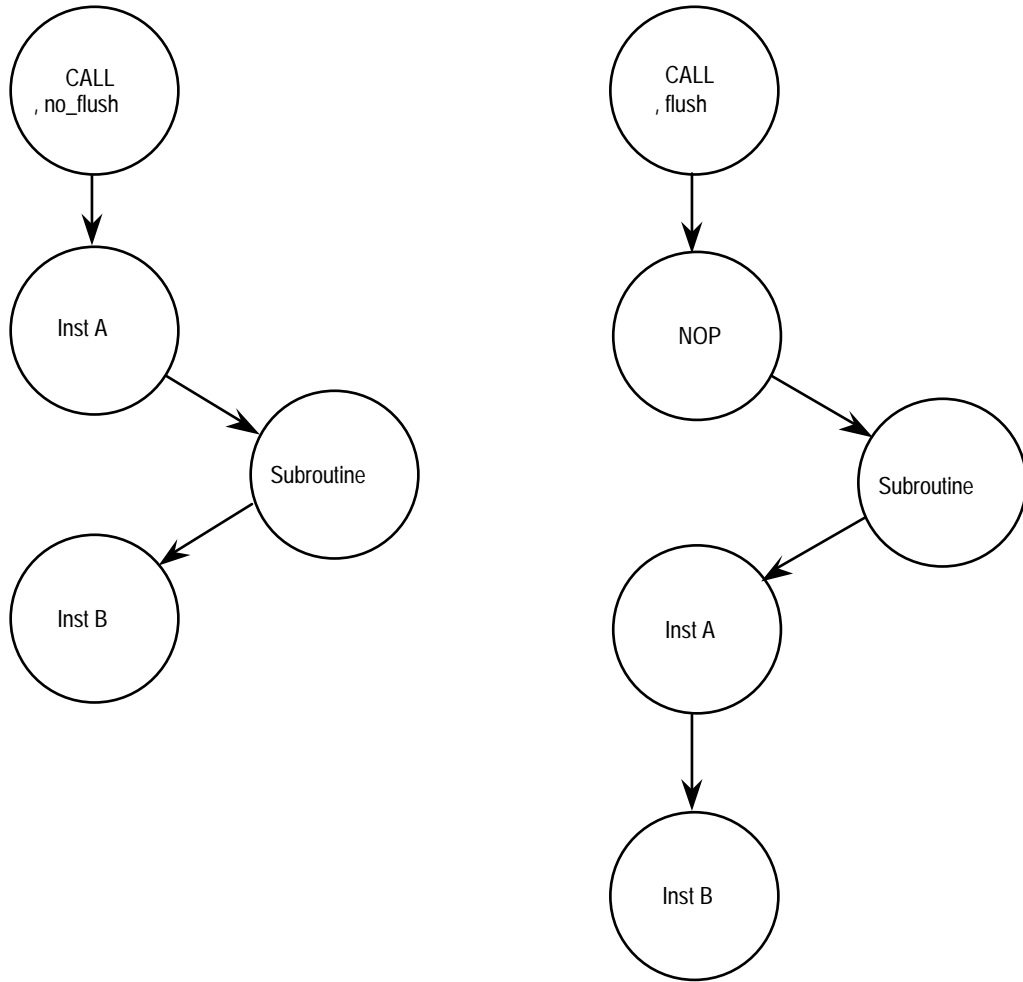 CALL
, no_flush
Inst A
Subroutine
Inst B
CALL
, flush
NOP
Subroutine
Inst A
Inst B